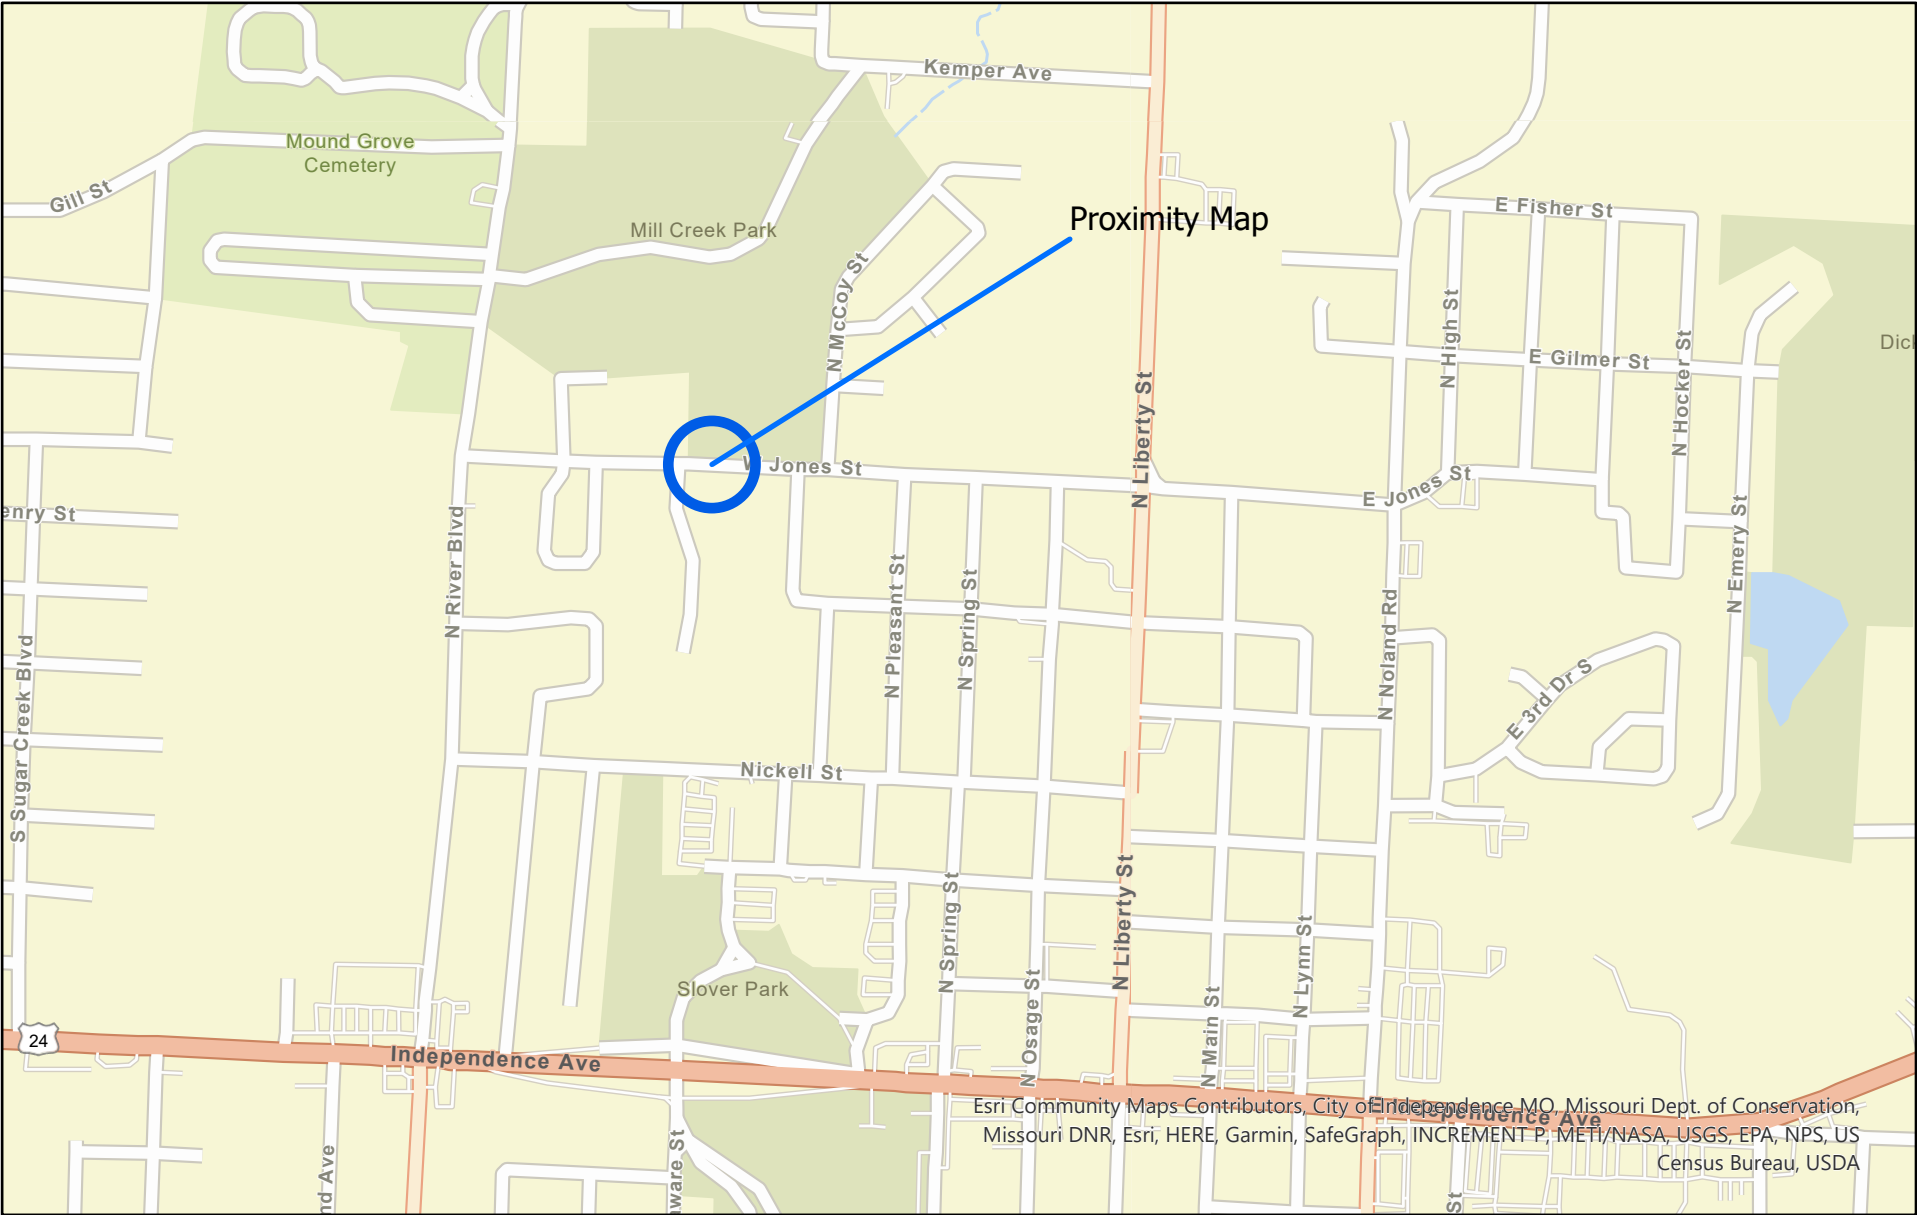 Kemper Ave
Mound Grove
Cemetery
Gill St
E Fisher St
Proximity Map
Mill Creek Park
N McCoy St
N High St
N Hocker St
E Gilmer St
N Liberty St
W Jones St
E Jones St
N River Blvd
N Emery St
N Pleasant St
N Spring St
N Noland Rd
S Sugar Creek Blvd
E 3rd Dr S
Nickell St
N Liberty St
N Spring St
N Lynn St
Slover Park
N Osage St
N Main St
24
Independence Ave
E Independence Ave
Esri Community Maps Contributors, City of Independence MO, Missouri Dept. of Conservation,
Missouri DNR, Esri, HERE, Garmin, SafeGraph, INCREMENT P, METI/NASA, USGS, EPA, NPS, US
Census Bureau, USDA
St